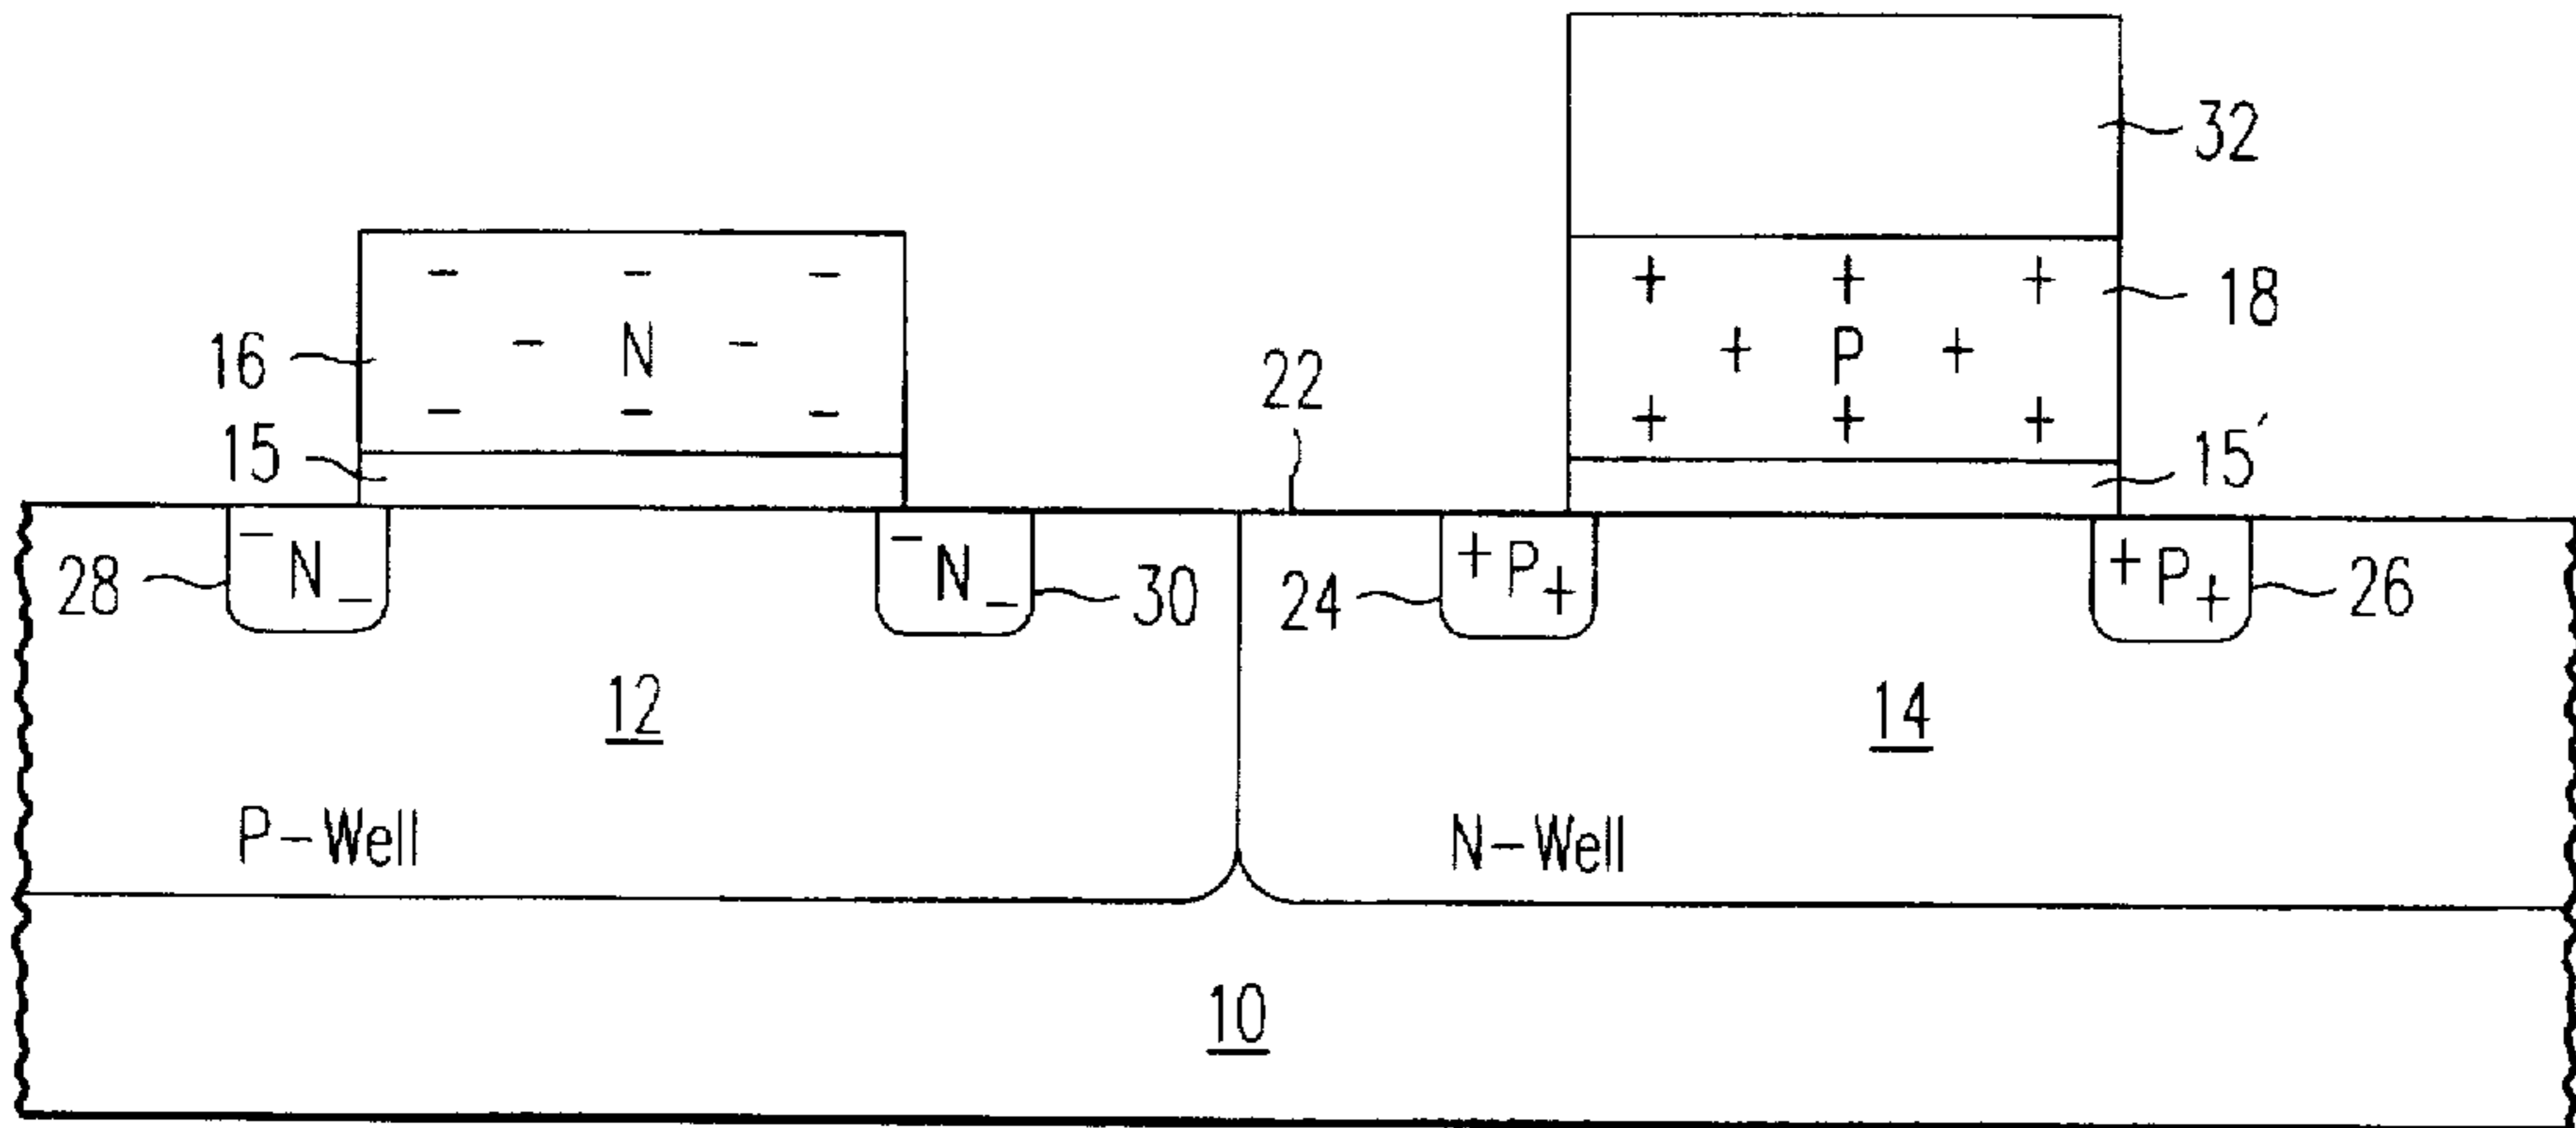 32
- - -
+ + +
18
16
- N -
+ P +
22
- - -
+ + +
15
15′
28
- N -
- N -
30
24
+ P +
+ P +
26
12
14
P-Well
N-Well
10